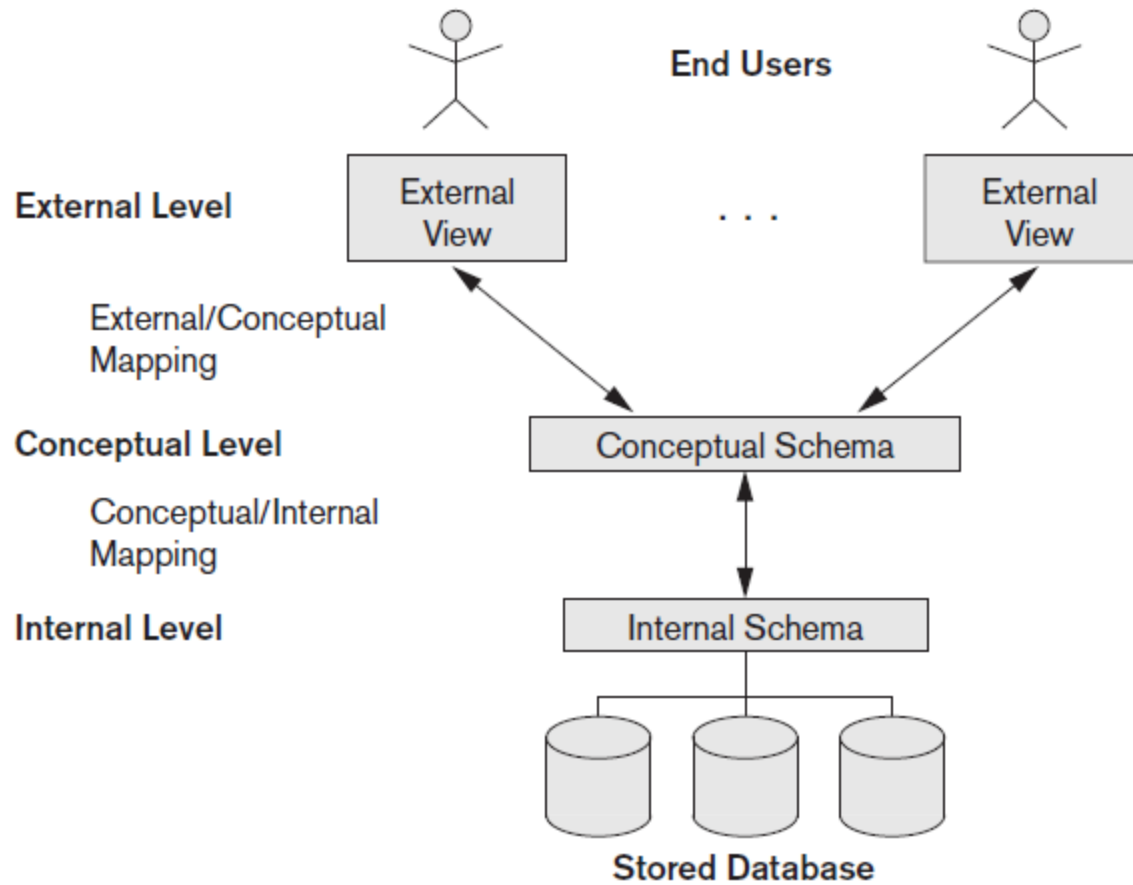 End Users
External Level
External
View
. . .
External
View
External/Conceptual
Mapping
Conceptual Level
Conceptual Schema
Conceptual/Internal
Mapping
Internal Level
Internal Schema
Stored Database